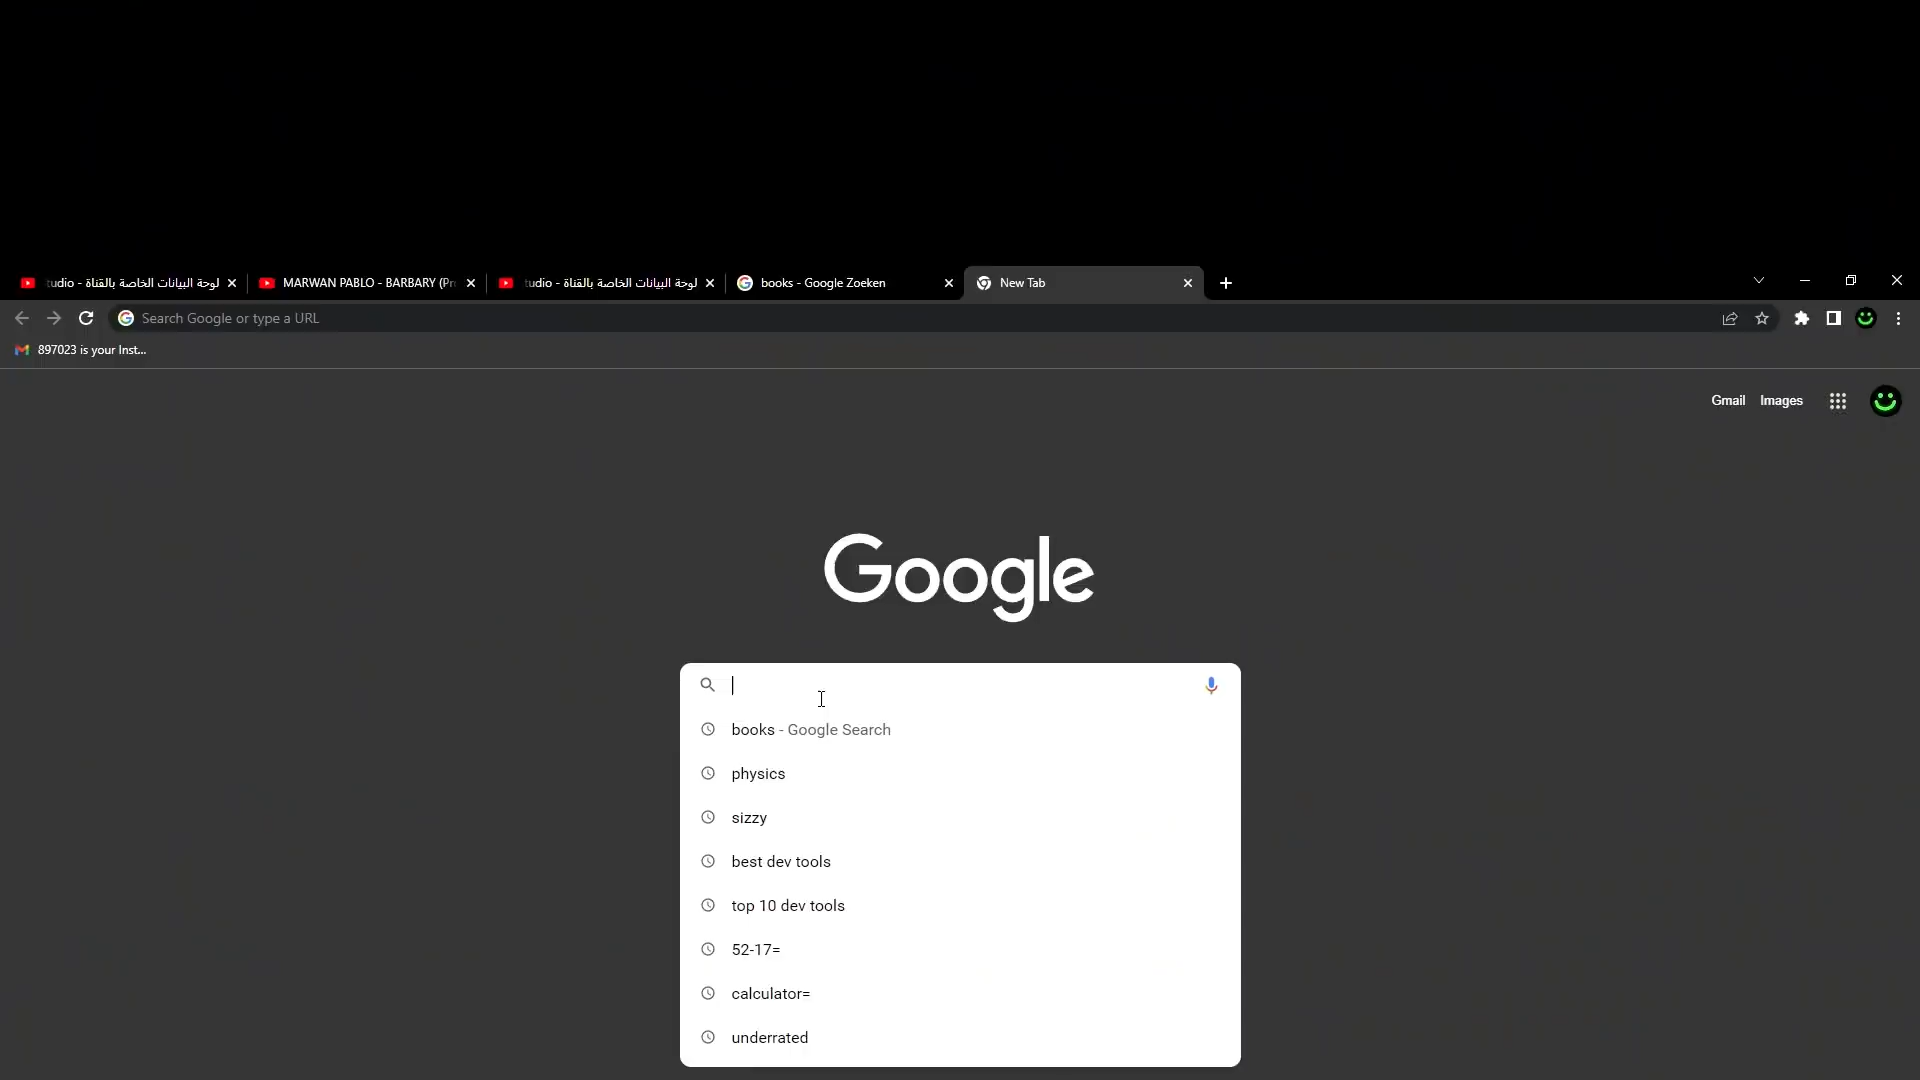 لوحة البيانات الخاصة بالقناة - tudio
MARWAN PABLO - BARBARY (Pr
لوحة البيانات الخاصة بالقناة - tudio
books - Google Zoeken
New Tab
Search Google or type a URL
897023 is your Inst...
Gmail
Images
Google
books - Google Search
physics
sizzy
best dev tools
top 10 dev tools
52-17=
calculator=
underrated